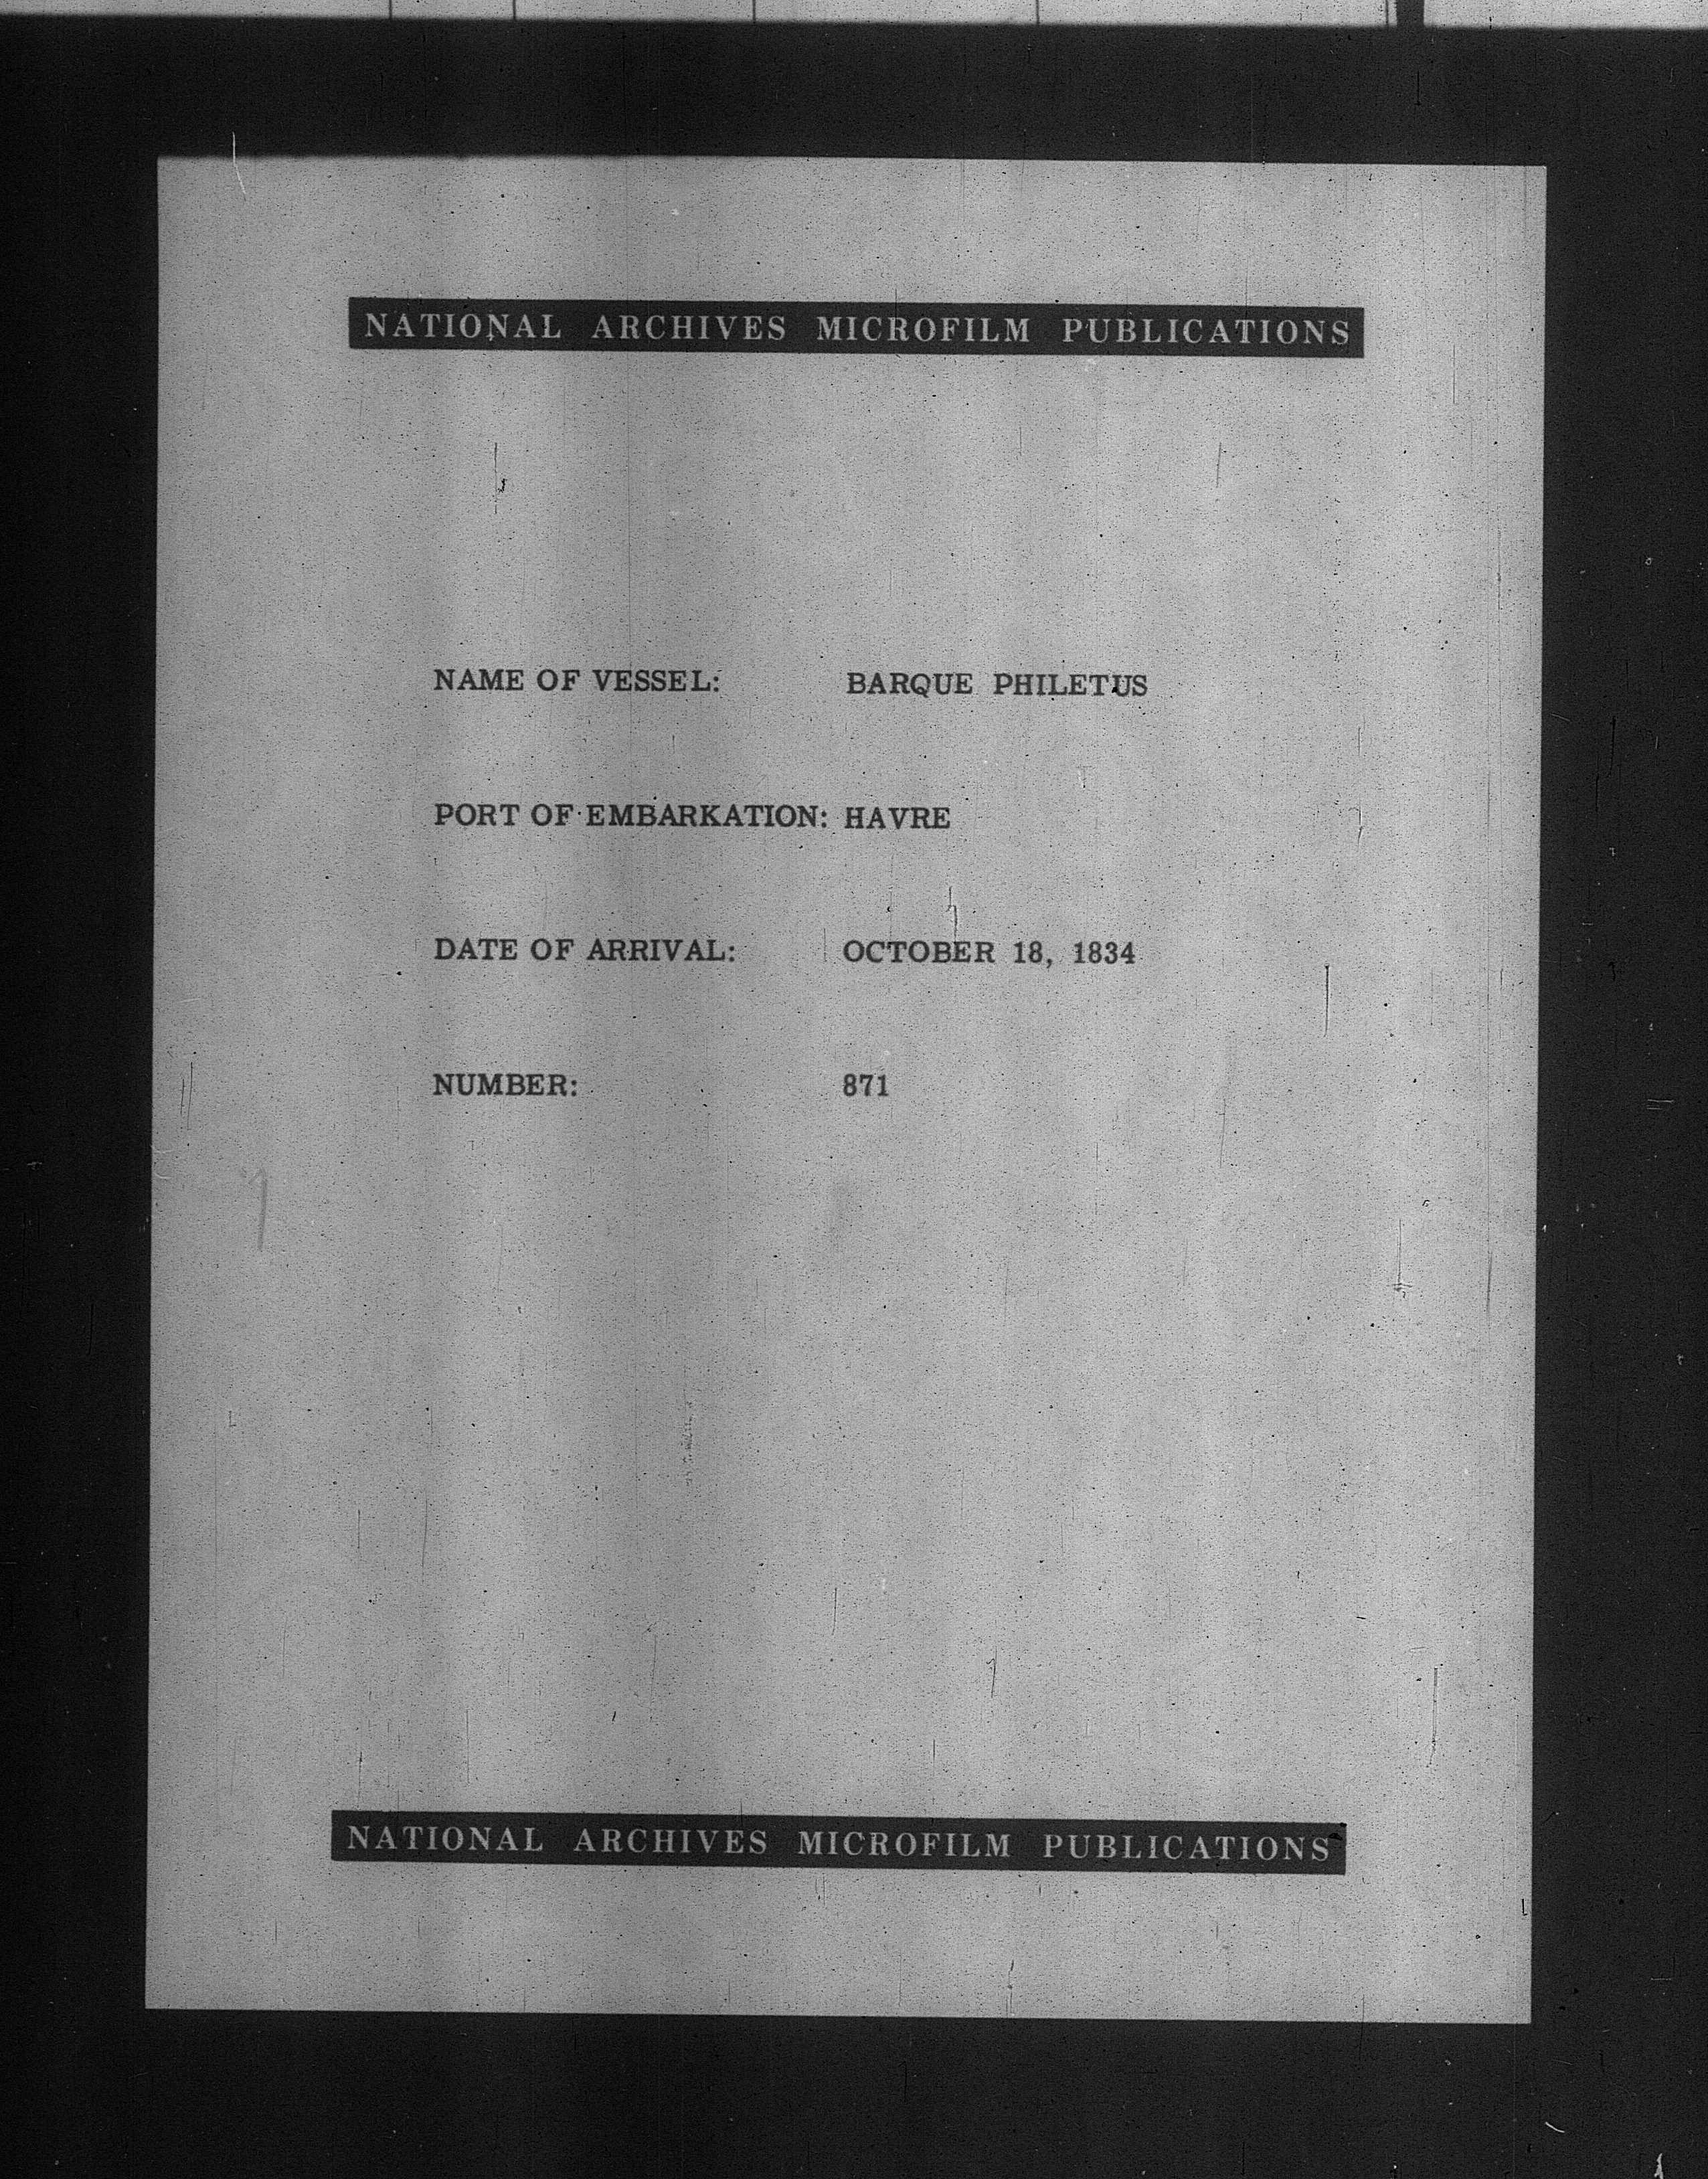 NATIONAL ARCHIVES MICROFILM PUBLICATIONS
NAME OF VESSEL: BARQUE PHILETUS
PORT OF EMBARKATION: HAVRE
DATE OF ARRIVAL: OCTOBER 18, 1834
NUMBER: 871
NATIONAL ARCHIVES MICROFILM PUBLICATIONS